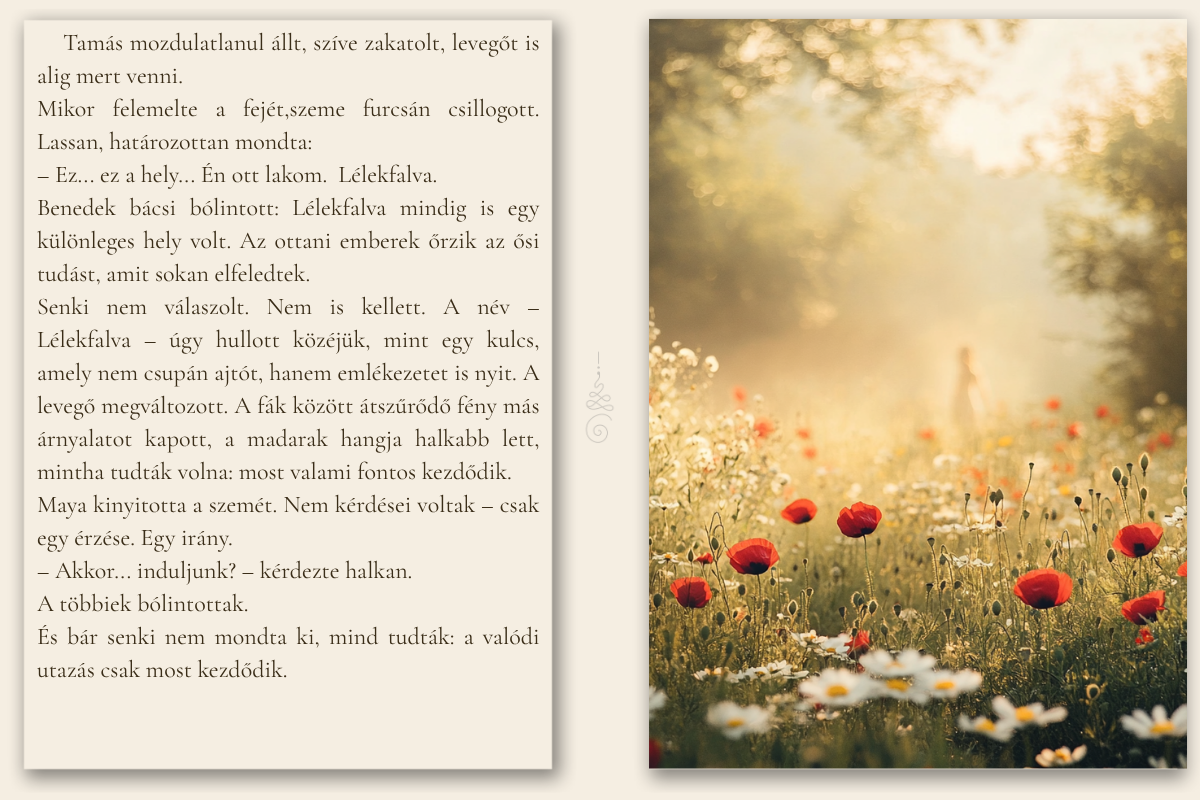 Tamás mozdulatlanul állt, szíve zakatolt, levegőt is
alig mert venni.
Mikor felemelte a fejét,szeme furcsán csillogott.
Lassan, határozottan mondta:
– Ez... ez a hely... Én ott lakom.  Lélekfalva.
Benedek bácsi bólintott: Lélekfalva mindig is egy
különleges hely volt. Az ottani emberek őrzik az ősi
tudást, amit sokan elfeledtek.
Senki nem válaszolt. Nem is kellett. A név –
Lélekfalva – úgy hullott közéjük, mint egy kulcs,
amely nem csupán ajtót, hanem emlékezetet is nyit. A
levegő megváltozott. A fák között átszűrődő fény más
árnyalatot kapott, a madarak hangja halkabb lett,
mintha tudták volna: most valami fontos kezdődik.
Maya kinyitotta a szemét. Nem kérdései voltak – csak
egy érzése. Egy irány.
– Akkor... induljunk? – kérdezte halkan.
A többiek bólintottak.
És bár senki nem mondta ki, mind tudták: a valódi
utazás csak most kezdődik.